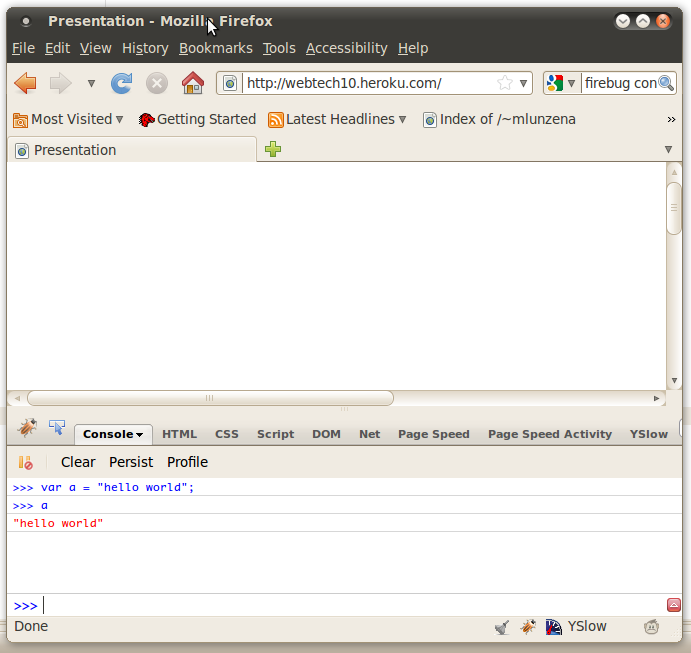 Presentation - Mozilla Firefox
File Edit View History Bookmarks Tools Accessibility Help
http://webtech10.heroku.com/ firebug con
Most Visited Getting Started Latest Headlines Index of /~mlunzena »
Presentation
Console HTML CSS Script DOM Net Page Speed Page Speed Activity YSlow
Clear Persist Profile
>>> var a = "hello world";
>>> a
"hello world"
>>>
Done YSlow